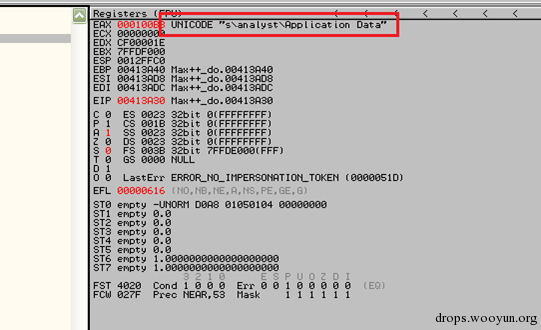 Registers (FPU) < < < < < <
EAX 000100B8 UNICODE "s\analyst\Application Data"
ECX 00000000
EDX CF00001E
EBX 7FFDF000
ESP 0012FFC0
EBP 00413A40 Max++_do.00413A40
ESI 00413AD8 Max++_do.00413AD8
EDI 00413ADC Max++_do.00413ADC
EIP 00413A30 Max++_do.00413A30
C 0 ES 0023 32bit 0(FFFFFFFF)
P 1 CS 001B 32bit 0(FFFFFFFF)
A 1 SS 0023 32bit 0(FFFFFFFF)
Z 0 DS 0023 32bit 0(FFFFFFFF)
S 0 FS 003B 32bit 7FFDE000(FFF)
T 0 GS 0000 NULL
D 1
O 0 LastErr ERROR_NO_IMPERSONATION_TOKEN (0000051D)
EFL 00000616 (NO,NB,NE,A,NS,PE,GE,G)
ST0 empty -UNORM D0A8 01050104 00000000
ST1 empty 0.0
ST2 empty 0.0
ST3 empty 0.0
ST4 empty 0.0
ST5 empty 0.0
ST6 empty 1.0000000000000000000
ST7 empty 1.0000000000000000000
3 2 1 0 E S P U O Z D I
FST 4020 Cond 1 0 0 0 Err 0 0 1 0 0 0 0 0 (EQ)
FCW 027F Prec NEAR,53 Mask 1 1 1 1 1 1
drops.wooyun.org